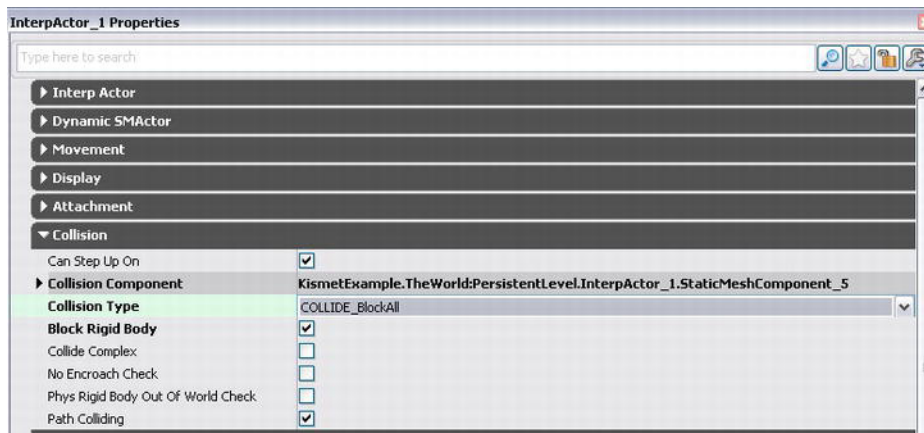 InterpActor_1 Properties
Type here to search
Interp Actor
Dynamic SMActor
Movement
Display
Attachment
Collision
Can Step Up On
Collision Component KismetExample.TheWorld:PersistentLevel.InterpActor_1.StaticMeshComponent_5
Collision Type COLLIDE_BlockAll
Block Rigid Body
Collide Complex
No Encroach Check
Phys Rigid Body Out Of World Check
Path Colliding